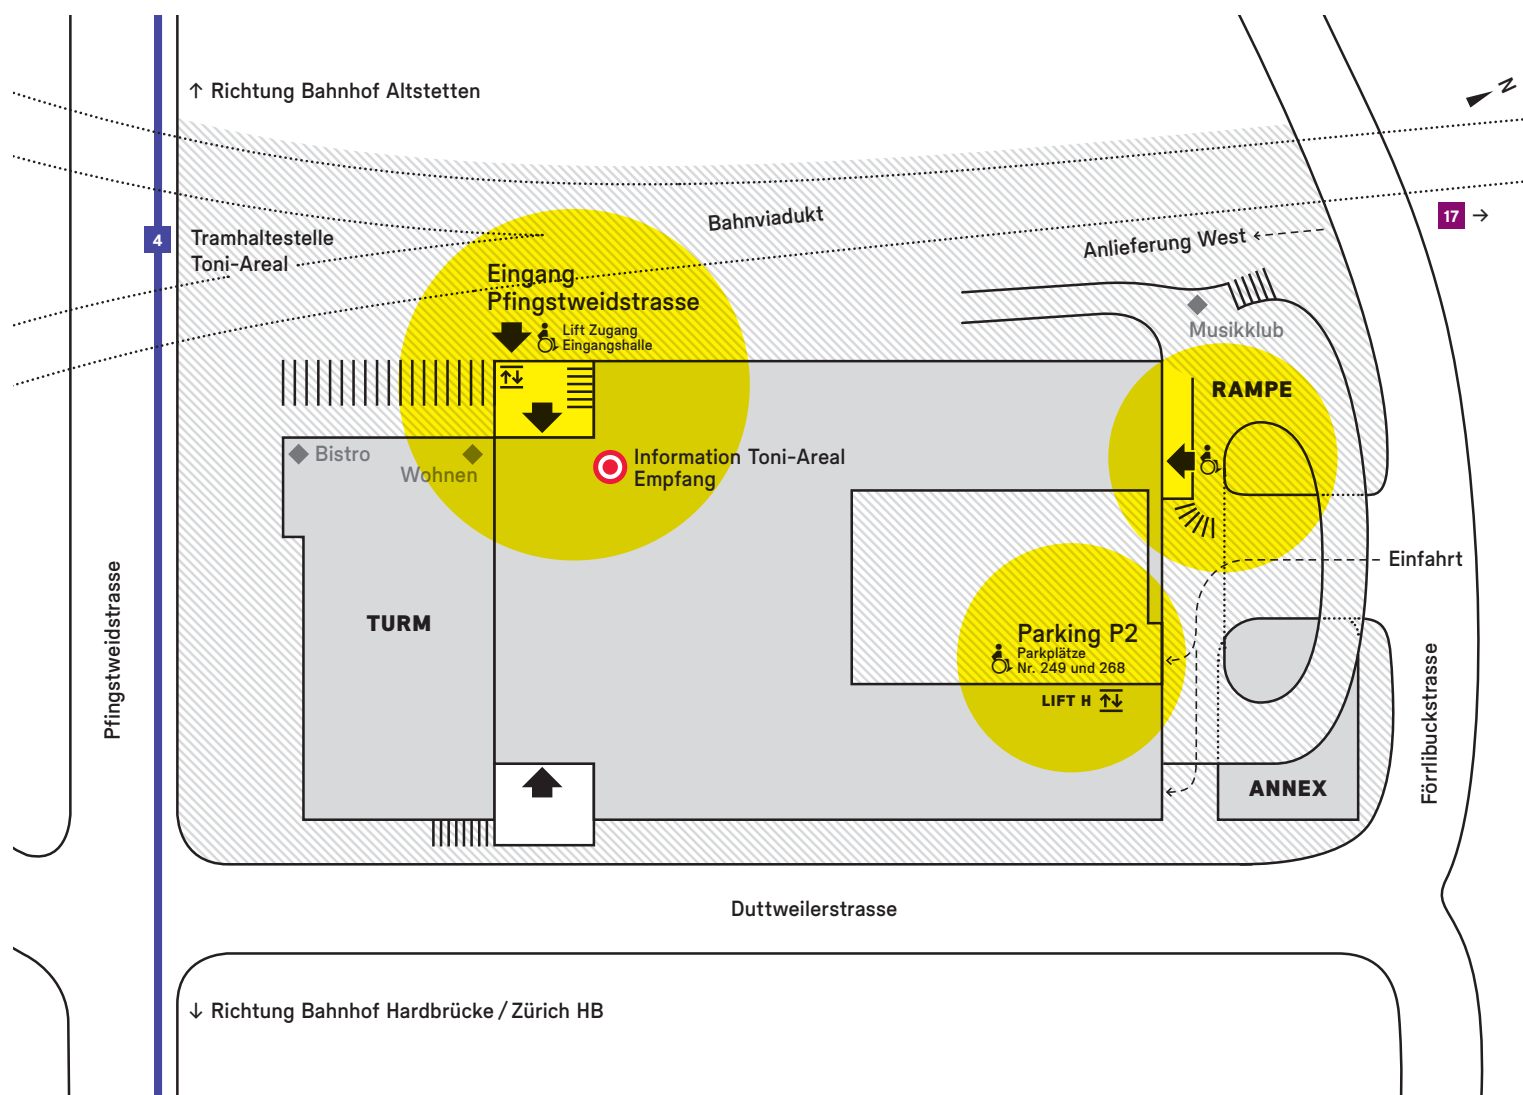 ↑ Richtung Bahnhof Altstetten
N
4
Tramhaltestelle
Toni-Areal
Bahnviadukt
17 →
Anlieferung West
Eingang
Pfingstweidstrasse
Lift Zugang
Eingangshalle
Musikklub
RAMPE
Bistro
Wohnen
Information Toni-Areal
Empfang
Einfahrt
TURM
Parking P2
Parkplätze
Nr. 249 und 268
LIFT H
Pfingstweidstrasse
Förrlibuckstrasse
ANNEX
Duttweilerstrasse
↓ Richtung Bahnhof Hardbrücke / Zürich HB